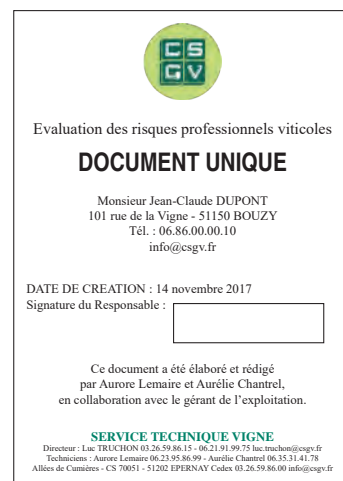 CS
GV
Evaluation des risques professionnels viticoles
DOCUMENT UNIQUE
Monsieur Jean-Claude DUPONT
101 rue de la Vigne - 51150 BOUZY
Tél. : 06.86.00.00.10
info@csgv.fr
DATE DE CREATION : 14 novembre 2017
Signature du Responsable :
Ce document a été élaboré et rédigé
par Aurore Lemaire et Aurélie Chantrel,
en collaboration avec le gérant de l'exploitation.
SERVICE TECHNIQUE VIGNE
Directeur : Luc TRUCHON 03.26.59.86.15 - 06.21.91.99.75 luc.truchon@csgv.fr
Techniciens : Aurore Lemaire 06.23.95.86.99 - Aurélie Chantrel 06.35.31.41.78
Allées de Cumières - CS 70051 - 51202 EPERNAY Cedex 03.26.59.86.00 info@csgv.fr